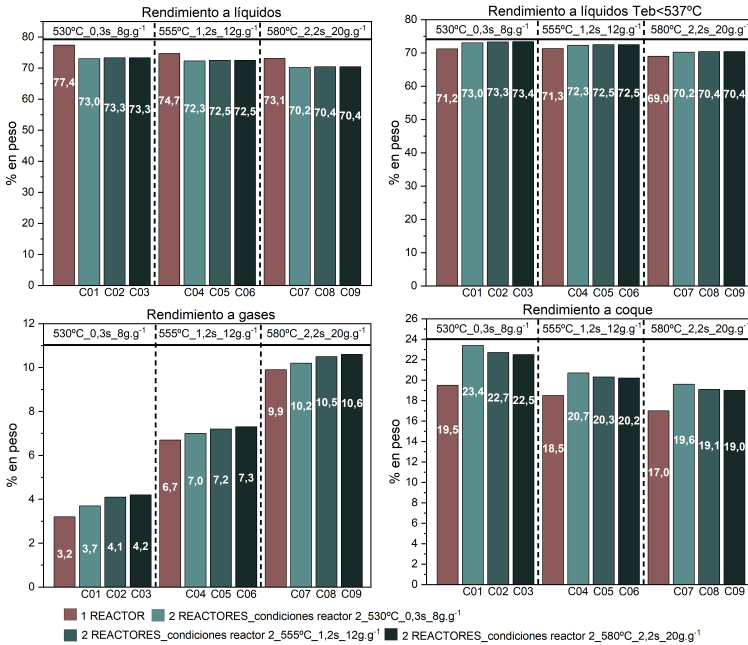 Rendimiento a líquidos
530ºC_0,3s_8g.g⁻¹ 555ºC_1,2s_12g.g⁻¹ 580ºC_2,2s_20g.g⁻¹
% en peso
80
70
60
50
40
30
20
10
0
77,4 73,0 73,3 73,3 74,7 72,3 72,5 72,5 73,1 70,2 70,4 70,4
C01 C02 C03 C04 C05 C06 C07 C08 C09
Rendimiento a líquidos Teb<537ºC
530ºC_0,3s_8g.g⁻¹ 555ºC_1,2s_12g.g⁻¹ 580ºC_2,2s_20g.g⁻¹
% en peso
80
70
60
50
40
30
20
10
0
71,2 73,0 73,3 73,4 71,3 72,3 72,5 72,5 69,0 70,2 70,4 70,4
C01 C02 C03 C04 C05 C06 C07 C08 C09
Rendimiento a gases
530ºC_0,3s_8g.g⁻¹ 555ºC_1,2s_12g.g⁻¹ 580ºC_2,2s_20g.g⁻¹
% en peso
12
10
8
6
4
2
0
3,2 3,7 4,1 4,2 6,7 7,0 7,2 7,3 9,9 10,2 10,5 10,6
C01 C02 C03 C04 C05 C06 C07 C08 C09
Rendimiento a coque
530ºC_0,3s_8g.g⁻¹ 555ºC_1,2s_12g.g⁻¹ 580ºC_2,2s_20g.g⁻¹
% en peso
26
24
22
20
18
16
14
12
10
8
6
4
2
0
19,5 23,4 22,7 22,5 18,5 20,7 20,3 20,2 17,0 19,6 19,1 19,0
C01 C02 C03 C04 C05 C06 C07 C08 C09
1 REACTOR 2 REACTORES_condiciones reactor 2_530ºC_0,3s_8g.g⁻¹
2 REACTORES_condiciones reactor 2_555ºC_1,2s_12g.g⁻¹ 2 REACTORES_condiciones reactor 2_580ºC_2,2s_20g.g⁻¹